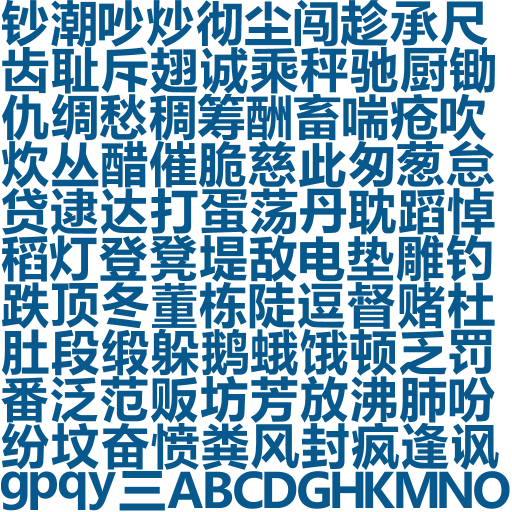 钞潮吵炒彻尘闯趁承尺
齿耻斥翅诚乘秤驰厨锄
仇绸愁稠筹酬畜喘疮吹
炊丛醋催脆慈此匆葱怠
贷逮达打蛋荡丹耽蹈悼
稻灯登凳堤敌电垫雕钓
跌顶冬董栋陡逗督赌杜
肚段缎躲鹅蛾饿顿乏罚
番泛范贩坊芳放沸肺吩
纷坟奋愤粪风封疯逢讽
gpqy三ABCDGHKMNO